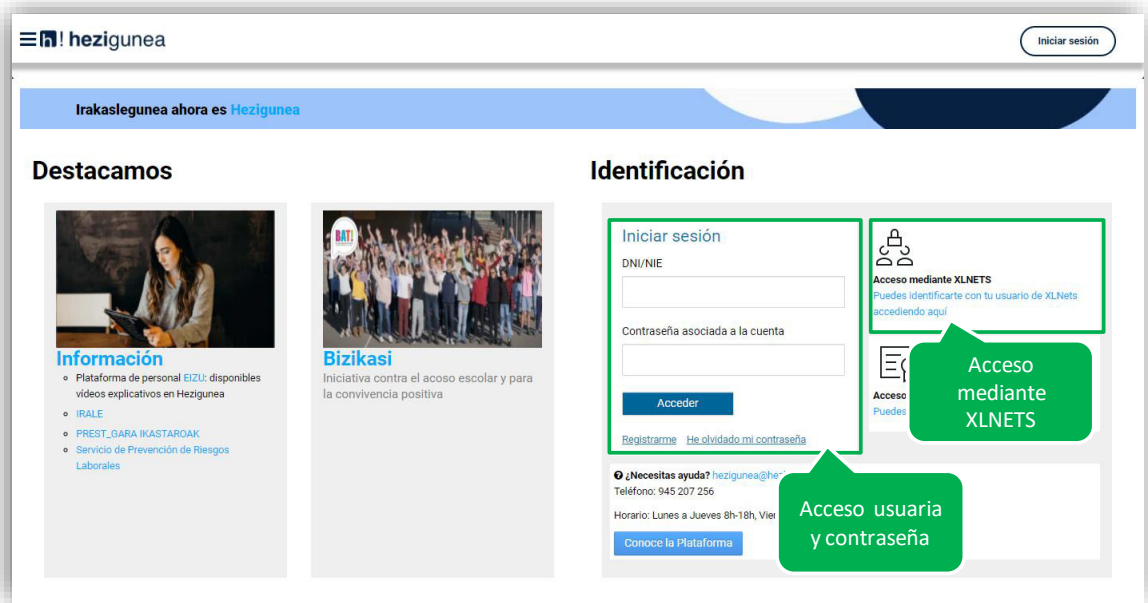 h! hezigunea
Iniciar sesión
Irakaslegunea ahora es Hezigunea
Destacamos
Información
Plataforma de personal EIZU: disponibles
vídeos explicativos en Hezigunea
IRALE
PREST_GARA IKASTAROAK
Servicio de Prevención de Riesgos
Laborales
BAT!
Bizikasi
Iniciativa contra el acoso escolar y para
la convivencia positiva
Identificación
Iniciar sesión
DNI/NIE
Contraseña asociada a la cuenta
Acceder
Registrarme He olvidado mi contraseña
Acceso mediante XLNETS
Puedes identificarte con tu usuario de XLNets
accediendo aquí
Acceso
Puedes
Acceso
mediante
XLNETS
¿Necesitas ayuda?
Teléfono: 945 207 256
Horario: Lunes a Jueves 8h-18h,
Conoce la Plataforma
Acceso usuaria
y contraseña